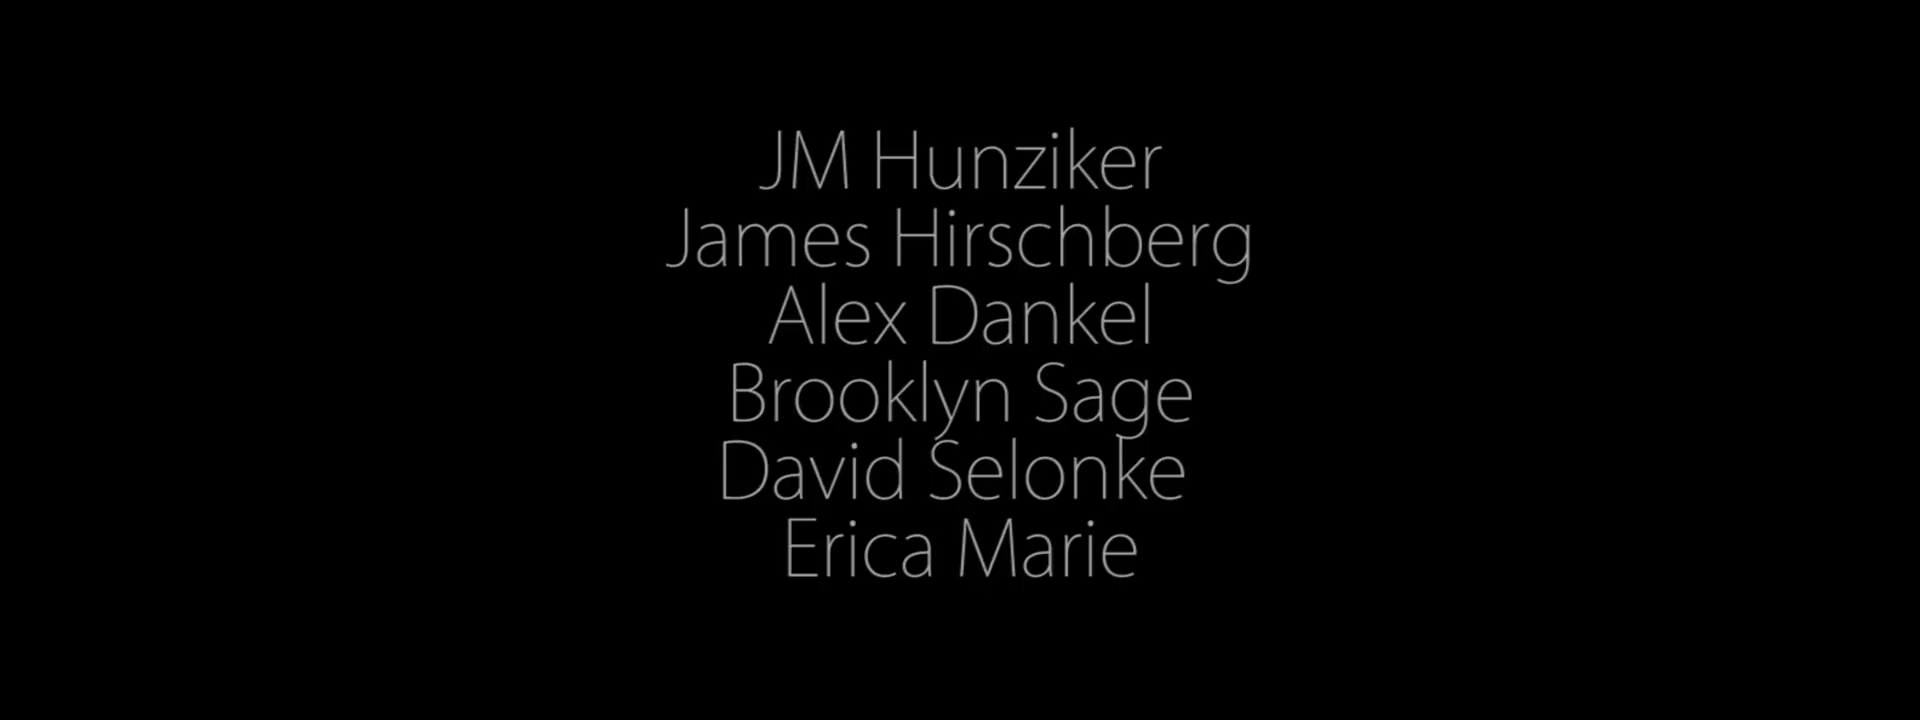 JM Hunziker
James Hirschberg
Alex Dankel
Brooklyn Sage
David Selonke
Erica Marie